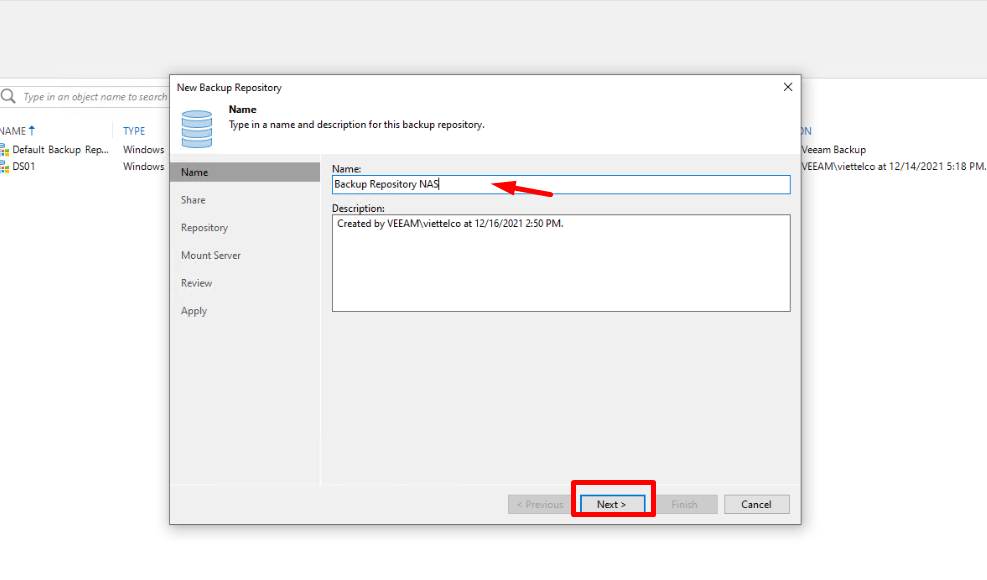 New Backup Repository
Name
Type in a name and description for this backup repository.
Type in an object name to search
NAME TYPE
Default Backup Rep... Windows
DS01 Windows
ON
Veeam Backup
VEEAM\viettelco at 12/14/2021 5:18 PM.
Name
Share
Repository
Mount Server
Review
Apply
Name:
Backup Repository NAS
Description:
Created by VEEAM\viettelco at 12/16/2021 2:50 PM.
< Previous Next > Finish Cancel